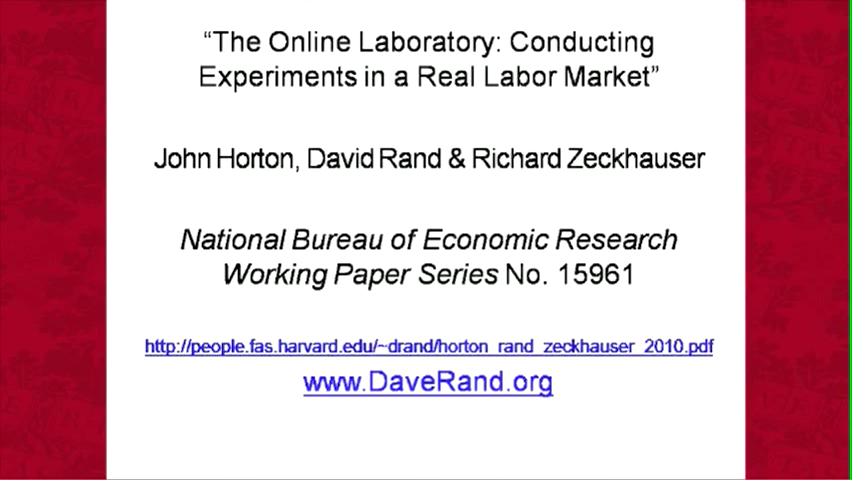 “The Online Laboratory: Conducting
Experiments in a Real Labor Market”
John Horton, David Rand & Richard Zeckhauser
National Bureau of Economic Research
Working Paper Series No. 15961
http://people.fas.harvard.edu/~drand/horton_rand_zeckhauser_2010.pdf
www.DaveRand.org